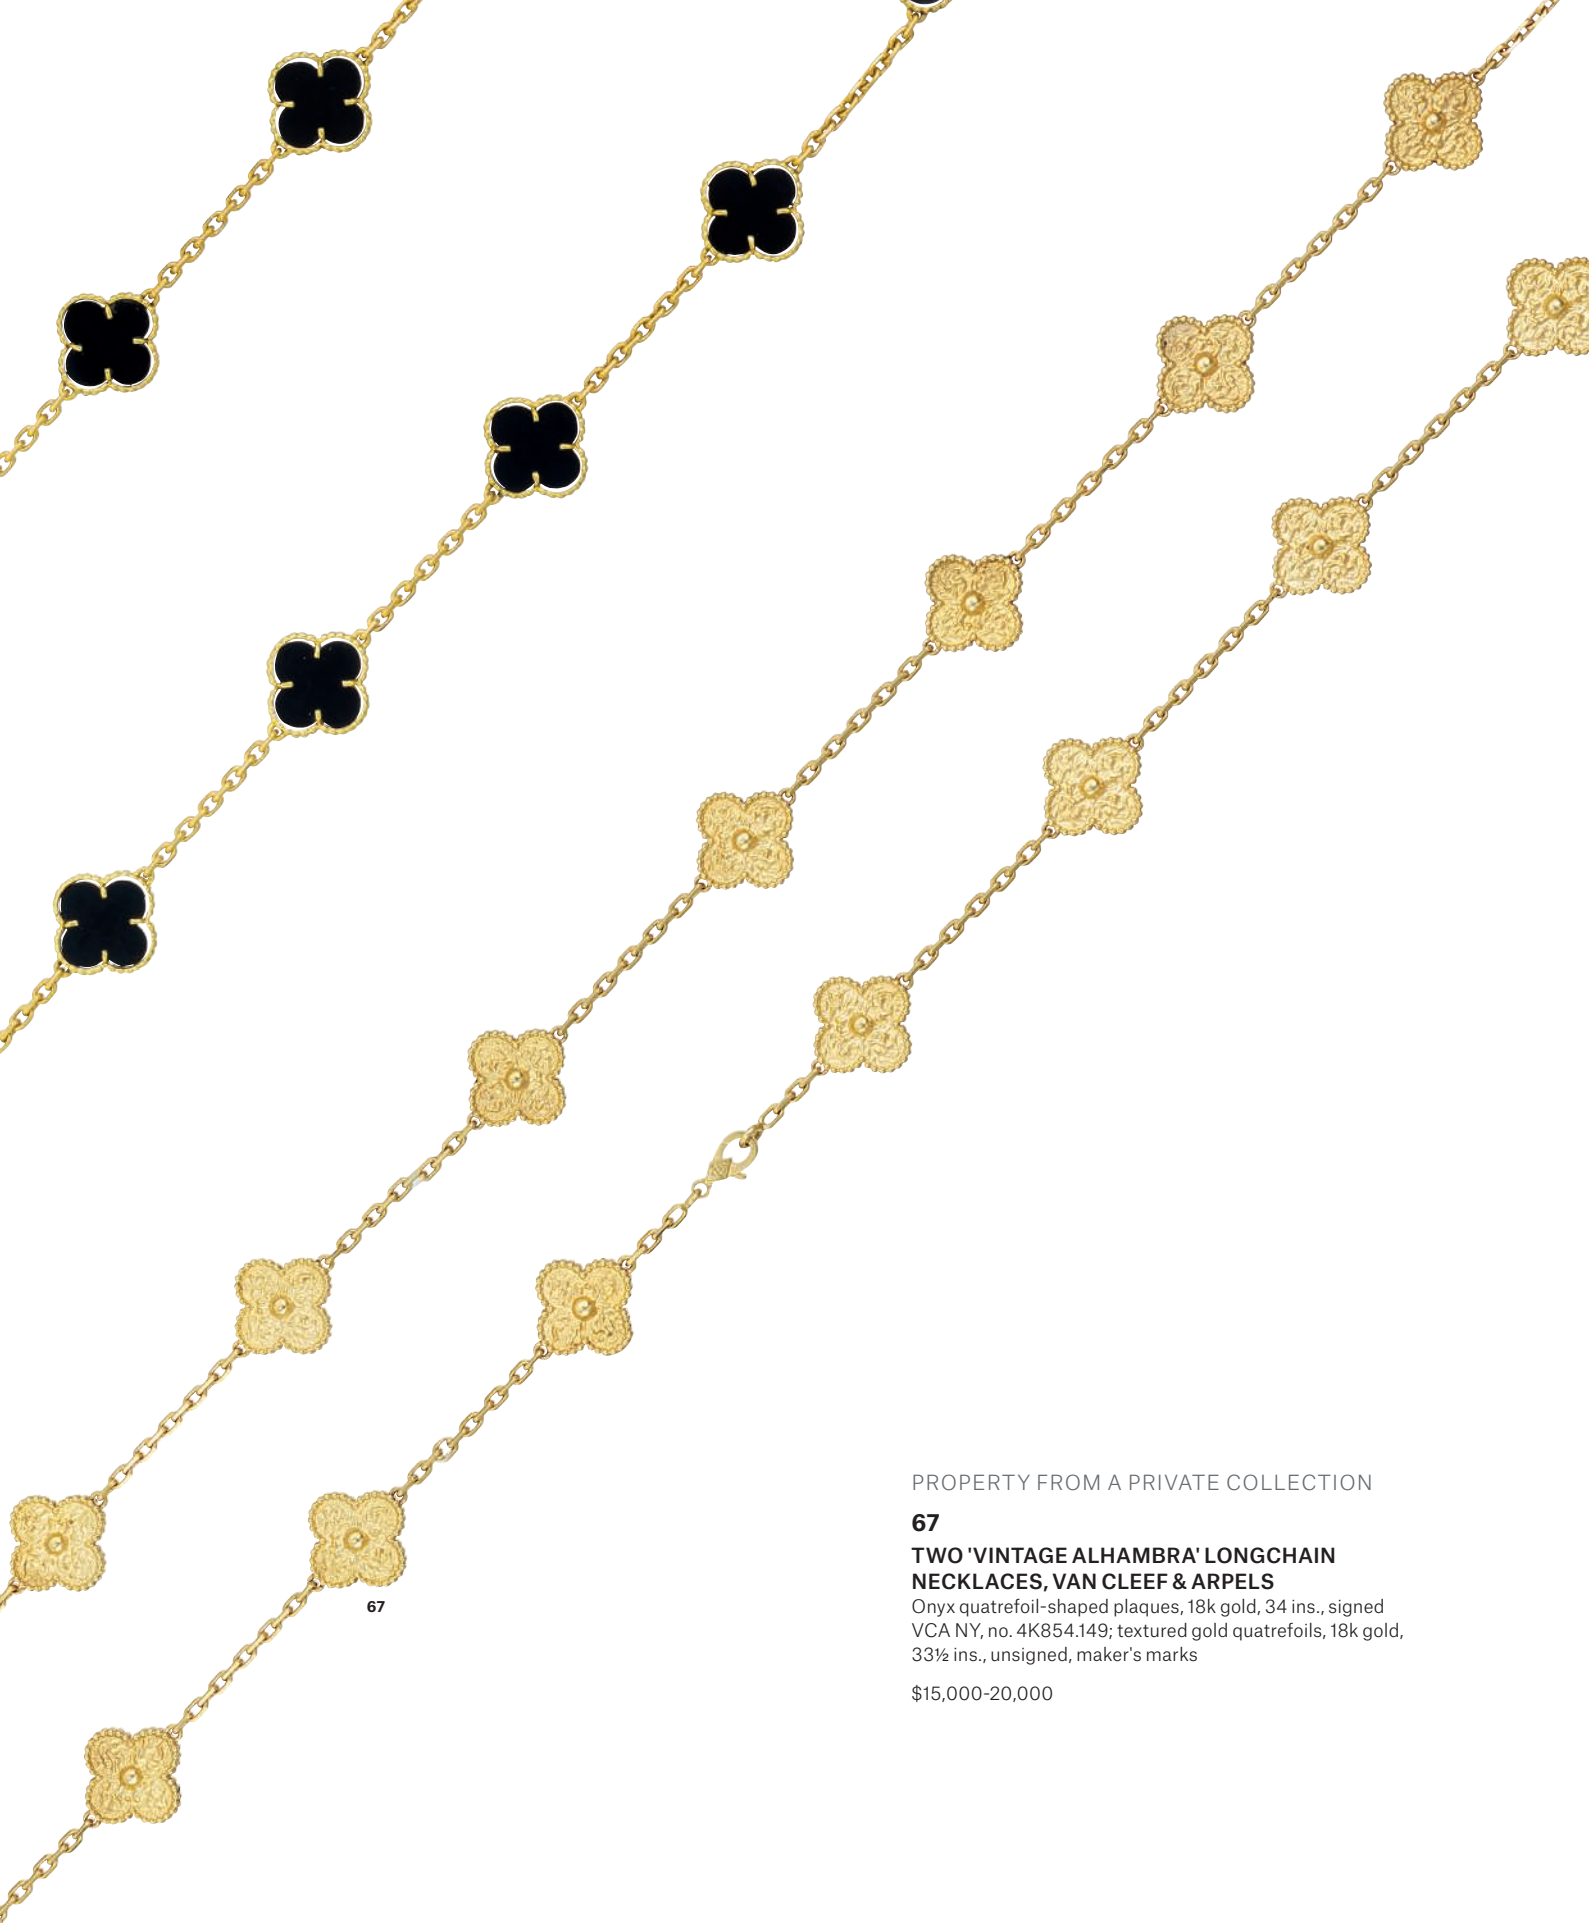 PROPERTY FROM A PRIVATE COLLECTION
67
TWO 'VINTAGE ALHAMBRA' LONGCHAIN
NECKLACES, VAN CLEEF & ARPELS
Onyx quatrefoil-shaped plaques, 18k gold, 34 ins., signed
VCA NY, no. 4K854.149; textured gold quatrefoils, 18k gold,
33½ ins., unsigned, maker's marks
$15,000-20,000
67